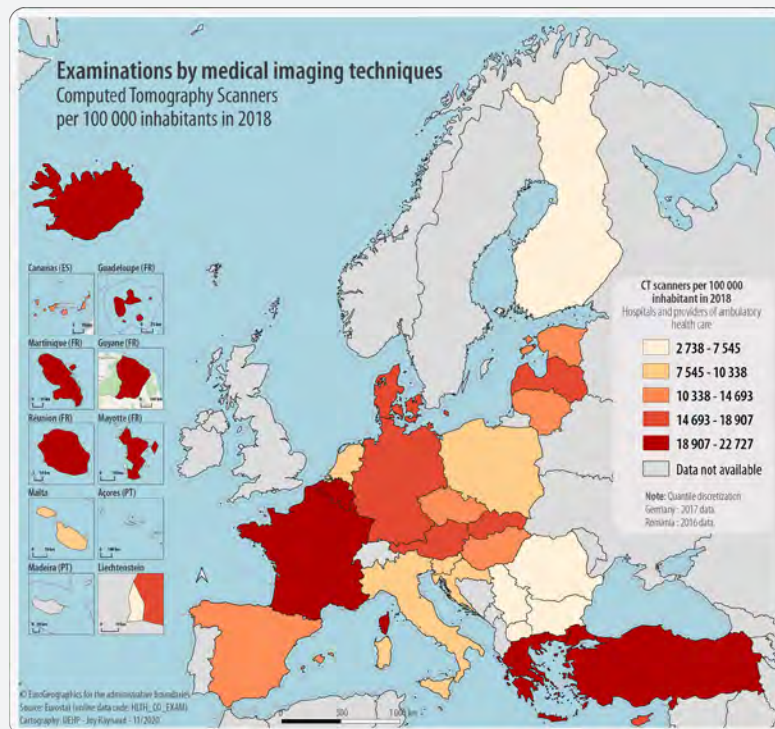 Examinations by medical imaging techniques
Computed Tomography Scanners
per 100 000 inhabitants in 2018
Canarias (ES)
Guadeloupe (FR)
Martinique (FR)
Guyane (FR)
Réunion (FR)
Mayotte (FR)
Malta
Açores (PT)
Madeira (PT)
Liechtenstein
CT scanners per 100 000
inhabitant in 2018
Hospitals and providers of ambulatory
health care
2 738 - 7 545
7 545 - 10 338
10 338 - 14 693
14 693 - 18 907
18 907 - 22 727
Data not available
Note: Quantile discretization
Germany : 2017 data.
Romania : 2016 data.
© EuroGeographics for the administrative boundaries
Source: Eurostat (online data code: HLTH_CO_EXAM)
Cartography: - Joy Raynaud - 11/2020
0 500 1 000 km